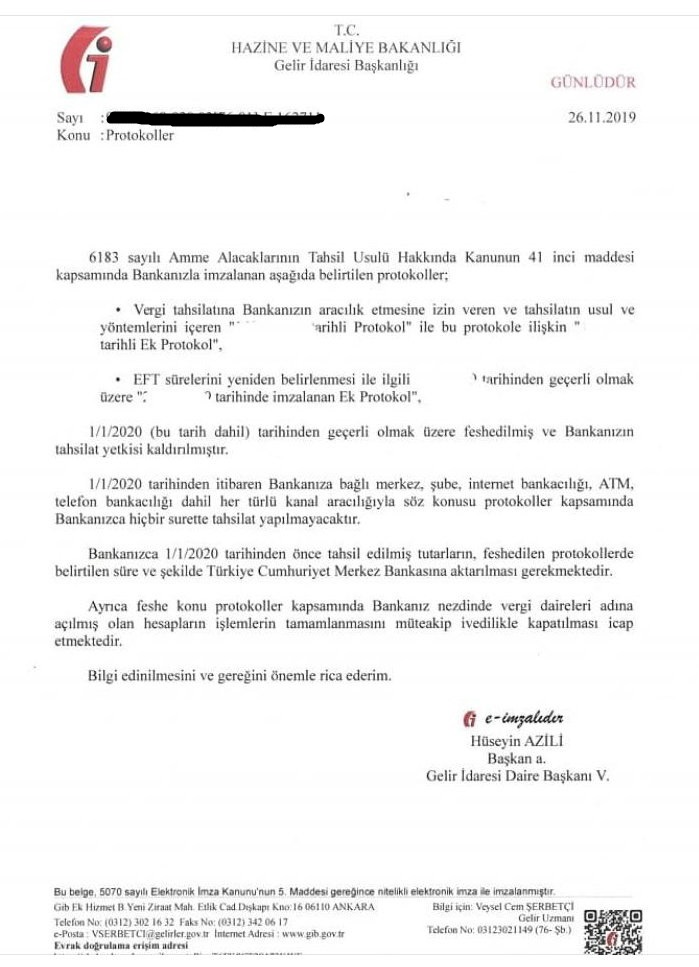 T.C.
HAZİNE VE MALİYE BAKANLIĞI
Gelir İdaresi Başkanlığı
GÜNLÜDÜR
Sayı :
26.11.2019
Konu : Protokoller
6183 sayılı Amme Alacaklarının Tahsil Usulü Hakkında Kanunun 41 inci maddesi
kapsamında Bankanızla imzalanan aşağıda belirtilen protokoller;
• Vergi tahsilatına Bankanızın aracılık etmesine izin veren ve tahsilatın usul ve
yöntemlerini içeren " arihli Protokol" ile bu protokole ilişkin "
tarihli Ek Protokol",
• EFT sürelerini yeniden belirlenmesi ile ilgili tarihinden geçerli olmak
üzere " tarihinde imzalanan Ek Protokol",
1/1/2020 (bu tarih dahil) tarihinden geçerli olmak üzere feshedilmiş ve Bankanızın
tahsilat yetkisi kaldırılmıştır.
1/1/2020 tarihinden itibaren Bankanıza bağlı merkez, şube, internet bankacılığı, ATM,
telefon bankacılığı dahil her türlü kanal aracılığıyla söz konusu protokoller kapsamında
Bankanızca hiçbir surette tahsilat yapılmayacaktır.
Bankanızca 1/1/2020 tarihinden önce tahsil edilmiş tutarların, feshedilen protokollerde
belirtilen süre ve şekilde Türkiye Cumhuriyet Merkez Bankasına aktarılması gerekmektedir.
Ayrıca feshe konu protokoller kapsamında Bankanız nezdinde vergi daireleri adına
açılmış olan hesapların işlemlerin tamamlanmasını müteakip ivedilikle kapatılması icap
etmektedir.
Bilgi edinilmesini ve gereğini önemle rica ederim.
e-imzalıdır
Hüseyin AZİLİ
Başkan a.
Gelir İdaresi Daire Başkanı V.
Bu belge, 5070 sayılı Elektronik İmza Kanunu'nun 5. Maddesi gereğince nitelikli elektronik imza ile imzalanmıştır.
Gib Ek Hizmet B.Yeni Ziraat Mah. Etlik Cad.Dışkapı Kno:16 06110 ANKARA
Bilgi için: Veysel Cem ŞERBETÇİ
Gelir Uzmanı
Telefon No: (0312) 302 16 32 Faks No: (0312) 342 06 17
Telefon No: 03123021149 (76- Şb.)
e-Posta : VSERBETCI@gelirler.gov.tr İnternet Adresi : www.gib.gov.tr
Evrak doğrulama erişim adresi